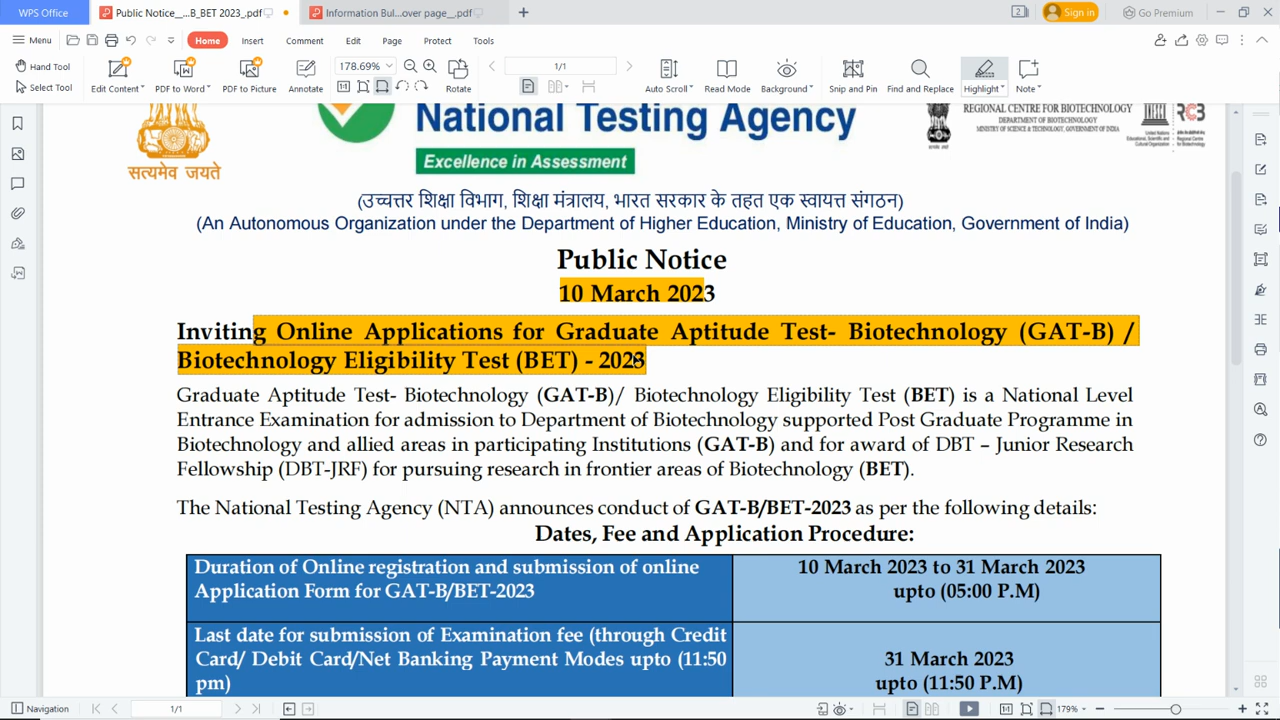 WPS Office
Public Notice__...B_BET 2023_.pdf
Information Bul...over page__.pdf
Sign in
Go Premium
Menu
Home
Insert
Comment
Edit
Page
Protect
Tools
Hand Tool
Select Tool
Edit Content
PDF to Word
PDF to Picture
Annotate
178.69%
Rotate
1/1
Auto Scroll
Read Mode
Background
Snip and Pin
Find and Replace
Highlight
Note
सत्यमेव जयते
National Testing Agency
Excellence in Assessment
REGIONAL CENTRE FOR BIOTECHNOLOGY
DEPARTMENT OF BIOTECHNOLOGY
MINISTRY OF SCIENCE & TECHNOLOGY, GOVERNMENT OF INDIA
(उच्चत्तर शिक्षा विभाग, शिक्षा मंत्रालय, भारत सरकार के तहत एक स्वायत्त संगठन)
(An Autonomous Organization under the Department of Higher Education, Ministry of Education, Government of India)
Public Notice
10 March 2023
Inviting Online Applications for Graduate Aptitude Test- Biotechnology (GAT-B) /
Biotechnology Eligibility Test (BET) - 2023
Graduate Aptitude Test- Biotechnology (GAT-B)/ Biotechnology Eligibility Test (BET) is a National Level
Entrance Examination for admission to Department of Biotechnology supported Post Graduate Programme in
Biotechnology and allied areas in participating Institutions (GAT-B) and for award of DBT – Junior Research
Fellowship (DBT-JRF) for pursuing research in frontier areas of Biotechnology (BET).
The National Testing Agency (NTA) announces conduct of GAT-B/BET-2023 as per the following details:
Dates, Fee and Application Procedure:
Duration of Online registration and submission of online
Application Form for GAT-B/BET-2023
10 March 2023 to 31 March 2023
upto (05:00 P.M)
Last date for submission of Examination fee (through Credit
Card/ Debit Card/Net Banking Payment Modes upto (11:50
pm)
31 March 2023
upto (11:50 P.M)
Navigation
1/1
179%